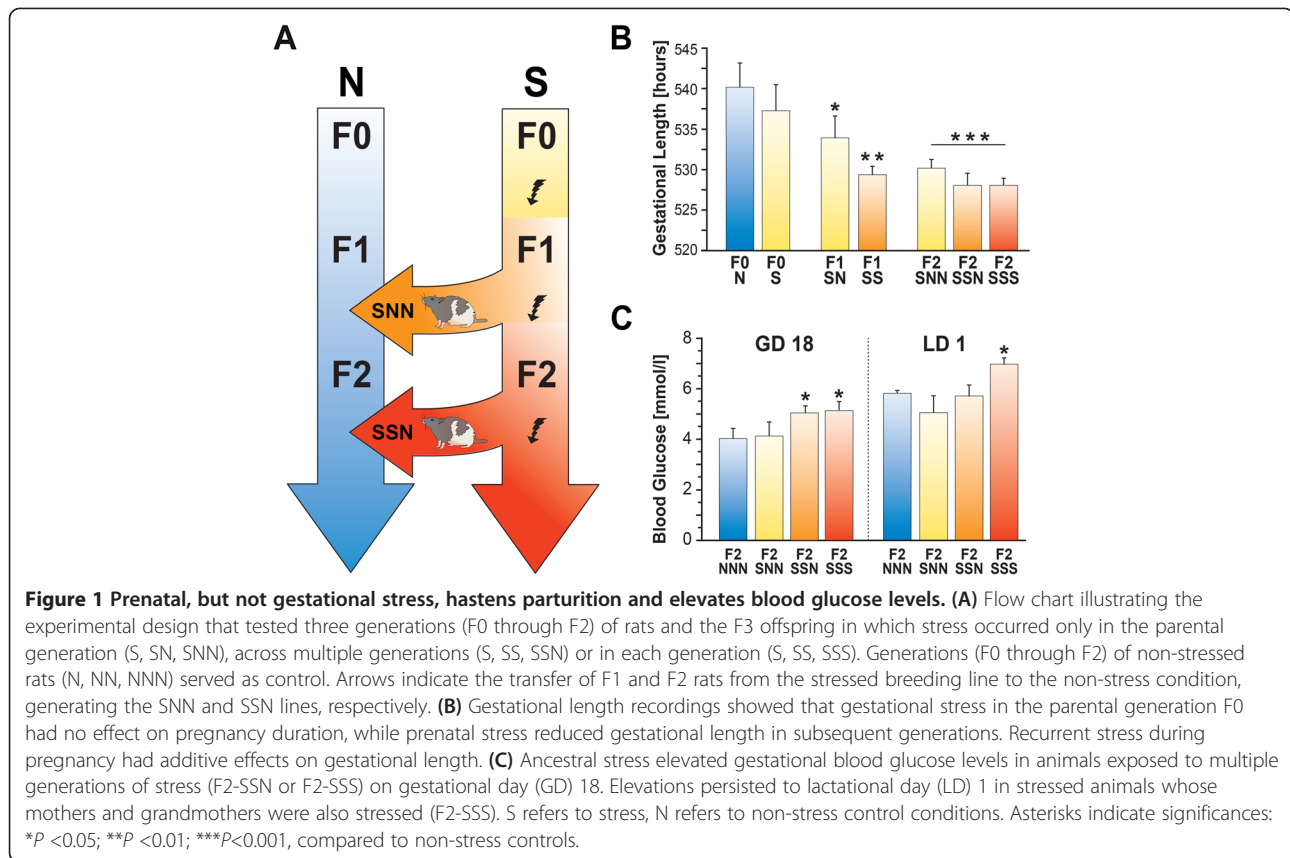 A
N
S
F0
F0
F1
F1
SNN
F2
F2
SSN
B
Gestational Length [hours]
545
540
535
530
525
520
*
**
***
F0 F0 F1 F1 F2 F2 F2
N S SN SS SNN SSN SSS
C
Blood Glucose [mmol/l]
8
6
4
2
0
GD 18
LD 1
* *
*
F2 F2 F2 F2 F2 F2 F2 F2
NNN SNN SSN SSS NNN SNN SSN SSS
Figure 1 Prenatal, but not gestational stress, hastens parturition and elevates blood glucose levels. (A) Flow chart illustrating the
experimental design that tested three generations (F0 through F2) of rats and the F3 offspring in which stress occurred only in the parental
generation (S, SN, SNN), across multiple generations (S, SS, SSN) or in each generation (S, SS, SSS). Generations (F0 through F2) of non-stressed
rats (N, NN, NNN) served as control. Arrows indicate the transfer of F1 and F2 rats from the stressed breeding line to the non-stress condition,
generating the SNN and SSN lines, respectively. (B) Gestational length recordings showed that gestational stress in the parental generation F0
had no effect on pregnancy duration, while prenatal stress reduced gestational length in subsequent generations. Recurrent stress during
pregnancy had additive effects on gestational length. (C) Ancestral stress elevated gestational blood glucose levels in animals exposed to multiple
generations of stress (F2-SSN or F2-SSS) on gestational day (GD) 18. Elevations persisted to lactational day (LD) 1 in stressed animals whose
mothers and grandmothers were also stressed (F2-SSS). S refers to stress, N refers to non-stress control conditions. Asterisks indicate significances:
*P <0.05; **P <0.01; ***P<0.001, compared to non-stress controls.